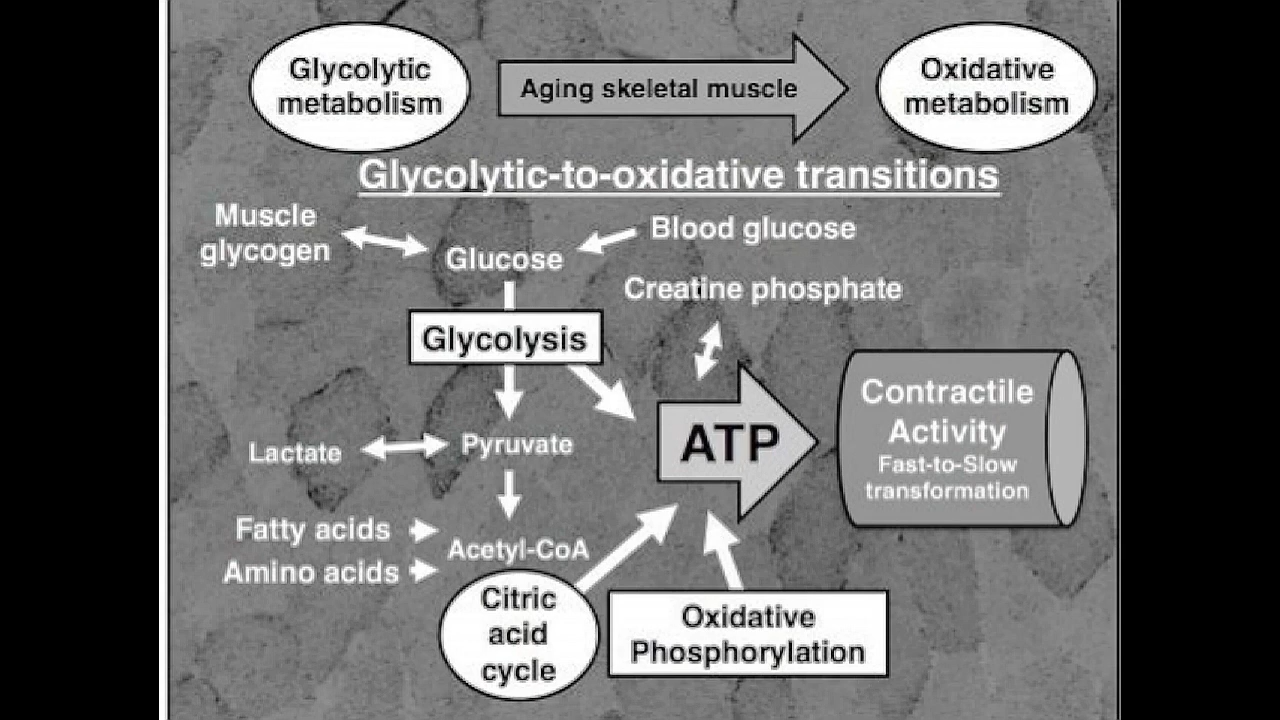 Glycolytic
metabolism
Aging skeletal muscle
Oxidative
metabolism
Glycolytic-to-oxidative transitions
Muscle
glycogen
Blood glucose
Glucose
Creatine phosphate
Glycolysis
Contractile
Activity
Fast-to-Slow
transformation
ATP
Lactate
Pyruvate
Fatty acids
Acetyl-CoA
Amino acids
Citric
acid
cycle
Oxidative
Phosphorylation